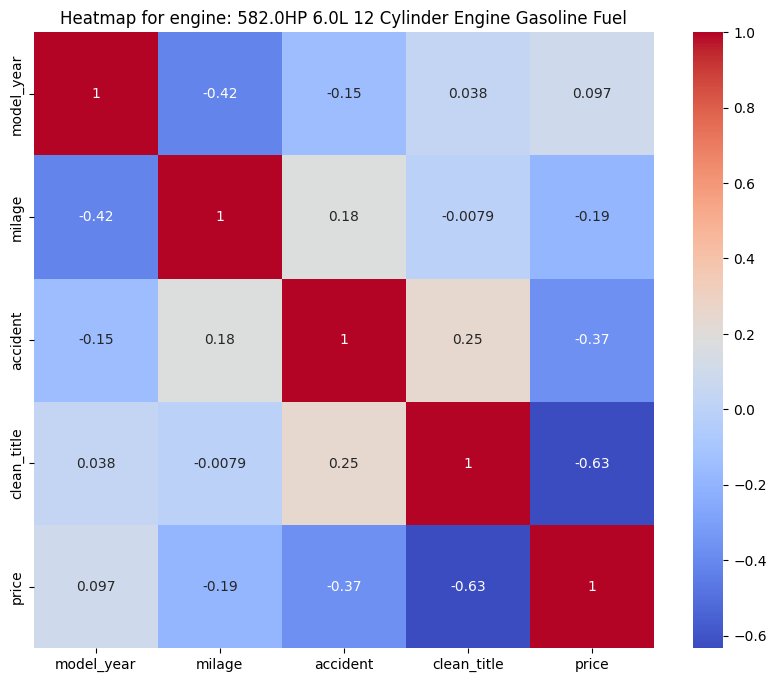 Heatmap for engine: 582.0HP 6.0L 12 Cylinder Engine Gasoline Fuel
model_year 1 -0.42 -0.15 0.038 0.097
milage -0.42 1 0.18 -0.0079 -0.19
accident -0.15 0.18 1 0.25 -0.37
clean_title 0.038 -0.0079 0.25 1 -0.63
price 0.097 -0.19 -0.37 -0.63 1
model_year milage accident clean_title price
1.0
0.8
0.6
0.4
0.2
0.0
−0.2
−0.4
−0.6